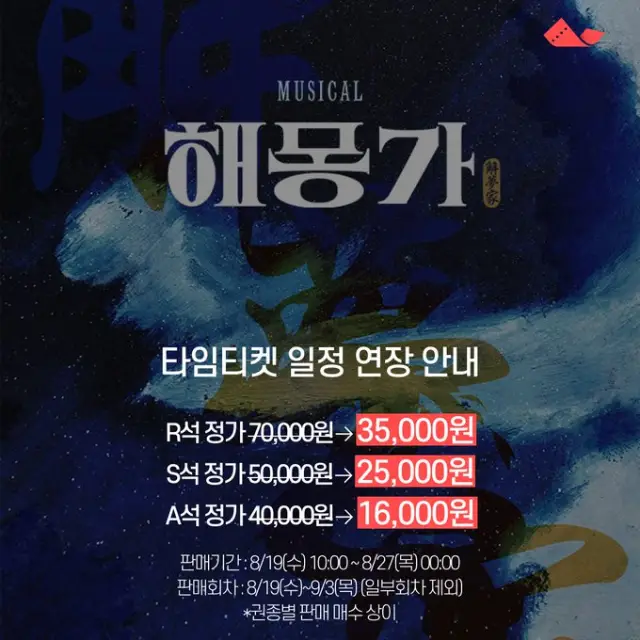 MUSICAL
해몽가
解夢家
타임티켓 일정 연장 안내
R석 정가 70,000원→ 35,000원
S석 정가 50,000원→ 25,000원
A석 정가 40,000원→ 16,000원
판매기간 : 8/19(수) 10:00 ~ 8/27(목) 00:00
판매회차 : 8/19(수)~9/3(목) (일부회차 제외)
*권종별 판매 매수 상이